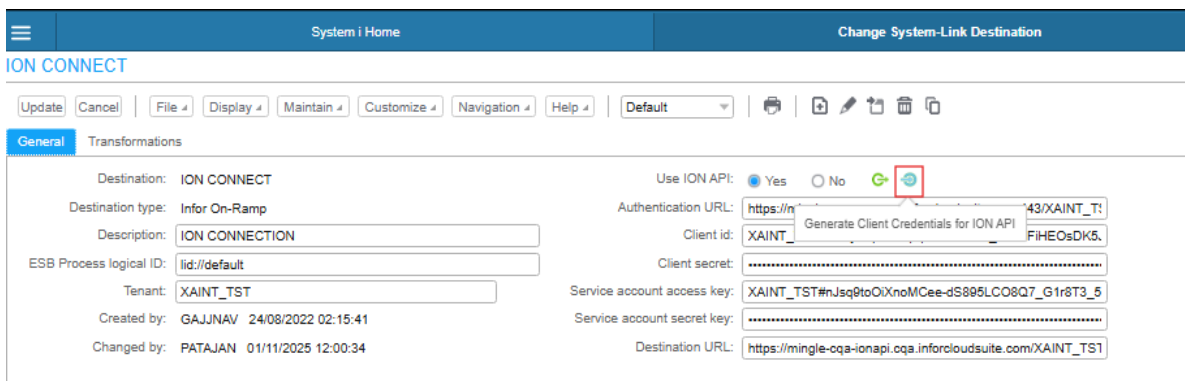 System i Home
Change System-Link Destination
ION CONNECT
Update Cancel File Display Maintain Customize Navigation Help Default
General Transformations
Destination: ION CONNECT
Use ION API: Yes No
Destination type: Infor On-Ramp
Authentication URL: 43/XAINT_TS
Generate Client Credentials for ION API
Description: ION CONNECTION
Client id: XAINT_ FiHEOsDK5
ESB Process logical ID: lid://default
Client secret:
Tenant: XAINT_TST
Service account access key: XAINT_TST#nJsq9toOiXnoMCee-dS895LCO8Q7_G1r8T3_5
Created by: GAJJNAV 24/08/2022 02:15:41
Service account secret key:
Changed by: PATAJAN 01/11/2025 12:00:34
Destination URL: https://mingle-cqa-ionapi.cqa.inforcloudsuite.com/XAINT_TST